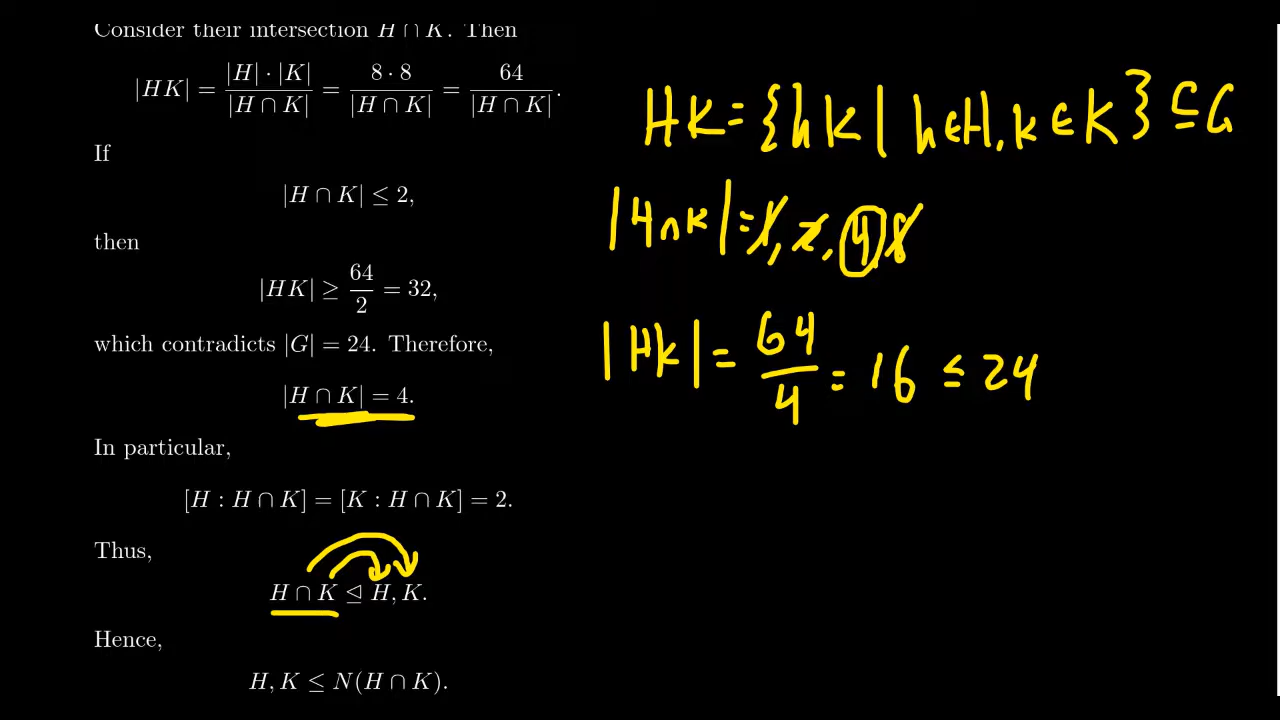 Consider their intersection H ∩ K. Then
|HK| = |H| · |K| / |H ∩ K| = 8 · 8 / |H ∩ K| = 64 / |H ∩ K|.
If
|H ∩ K| ≤ 2,
then
|HK| ≥ 64 / 2 = 32,
which contradicts |G| = 24. Therefore,
|H ∩ K| = 4.
In particular,
[H : H ∩ K] = [K : H ∩ K] = 2.
Thus,
H ∩ K ⊴ H, K.
Hence,
H, K ≤ N(H ∩ K).
HK = {hk | h ∈ H, k ∈ K} ⊆ G
|H ∩ K| = 1, 2, 4, 8
|HK| = 64 / 4 = 16 ≤ 24